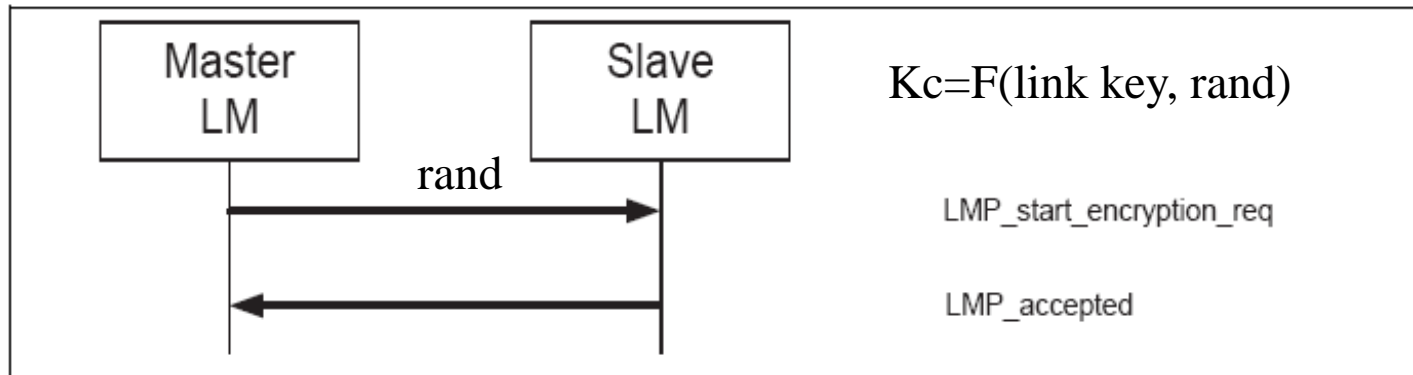 Master
LM
Slave
LM
Kc=F(link key, rand)
rand
LMP_start_encryption_req
LMP_accepted